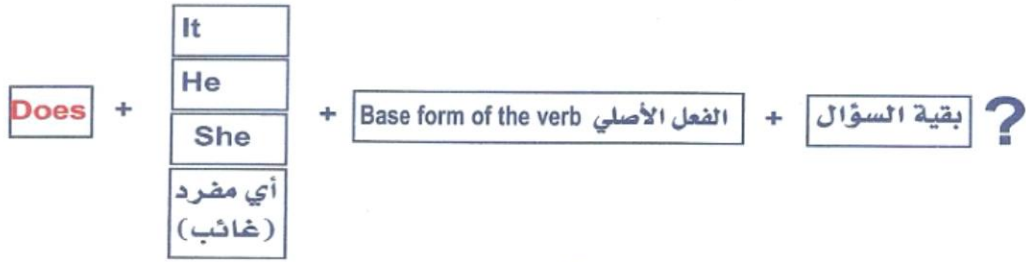 Does + It
He
She
أي مفرد
(غائب)
+ Base form of the verb الفعل الأصلي + بقية السؤال ?